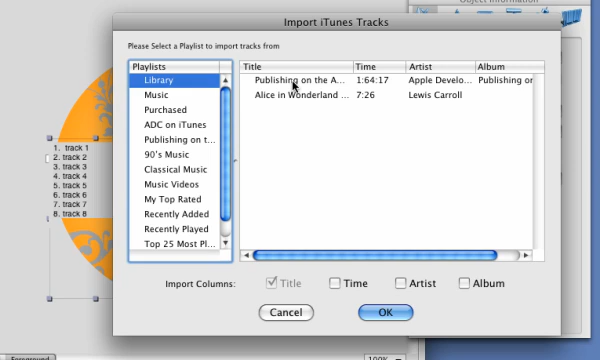 Object Information
Import iTunes Tracks
Please Select a Playlist to import tracks from
Playlists
Title Time Artist Album
Library
Publishing on the A... 1:64:17 Apple Develo... Publishing or
Music
Alice in Wonderland ... 7:26 Lewis Carroll
Purchased
ADC on iTunes
Publishing on t...
90's Music
Classical Music
Music Videos
My Top Rated
Recently Added
Recently Played
Top 25 Most Pl...
1. track 1
2. track 2
3. track 3
4. track 4
5. track 5
6. track 6
7. track 7
8. track 8
Import Columns: Title Time Artist Album
Cancel OK
Foreground 100%